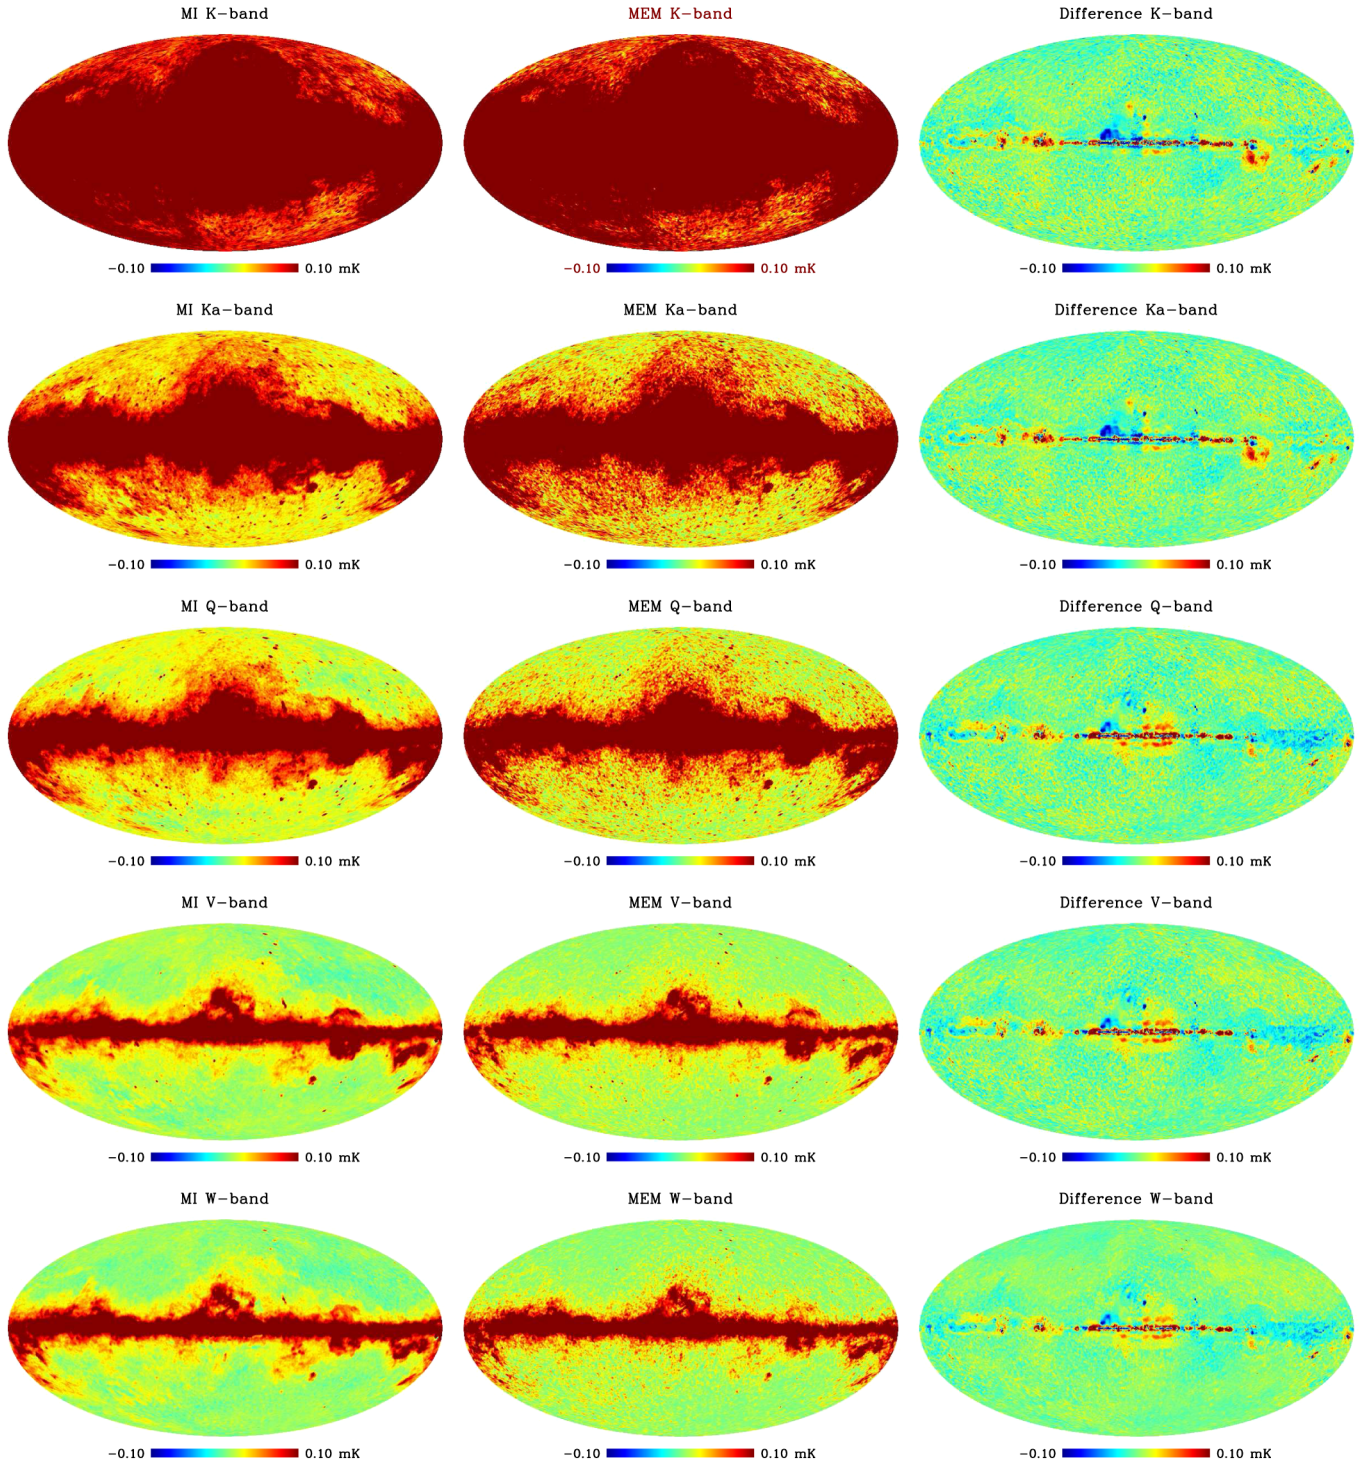 MI K−band MEM K−band Difference K−band
−0.10 0.10 mK −0.10 0.10 mK −0.10 0.10 mK
MI Ka−band MEM Ka−band Difference Ka−band
−0.10 0.10 mK −0.10 0.10 mK −0.10 0.10 mK
MI Q−band MEM Q−band Difference Q−band
−0.10 0.10 mK −0.10 0.10 mK −0.10 0.10 mK
MI V−band MEM V−band Difference V−band
−0.10 0.10 mK −0.10 0.10 mK −0.10 0.10 mK
MI W−band MEM W−band Difference W−band
−0.10 0.10 mK −0.10 0.10 mK −0.10 0.10 mK